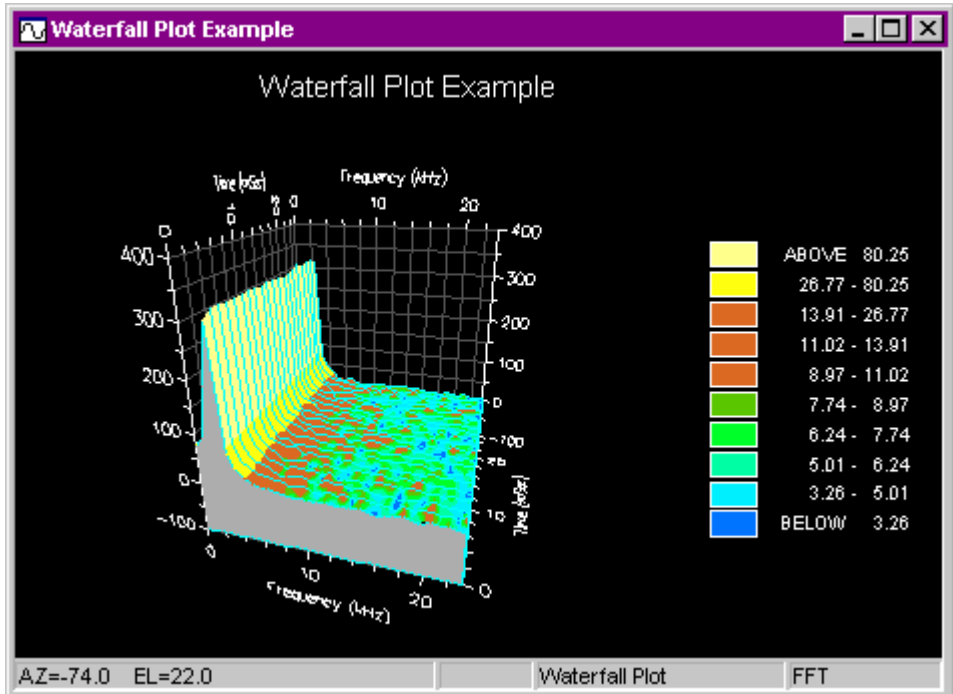 Waterfall Plot Example
Waterfall Plot Example
Frequency (kHz)
0
10
20
0
10
0
400
300
200
100
0
-100
400
300
200
100
0
-100
10
0
0
10
20
Frequency (kHz)
ABOVE 80.25
26.77 - 80.25
13.91 - 26.77
11.02 - 13.91
8.97 - 11.02
7.74 - 8.97
6.24 - 7.74
5.01 - 6.24
3.26 - 5.01
BELOW 3.26
AZ=-74.0 EL=22.0
Waterfall Plot
FFT